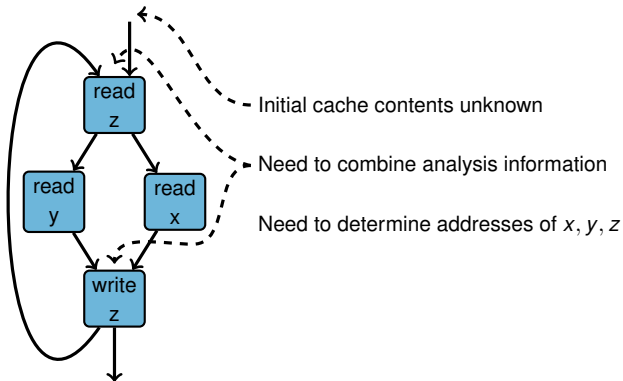 read
z
Initial cache contents unknown
Need to combine analysis information
read
y
read
x
Need to determine addresses of x, y, z
write
z